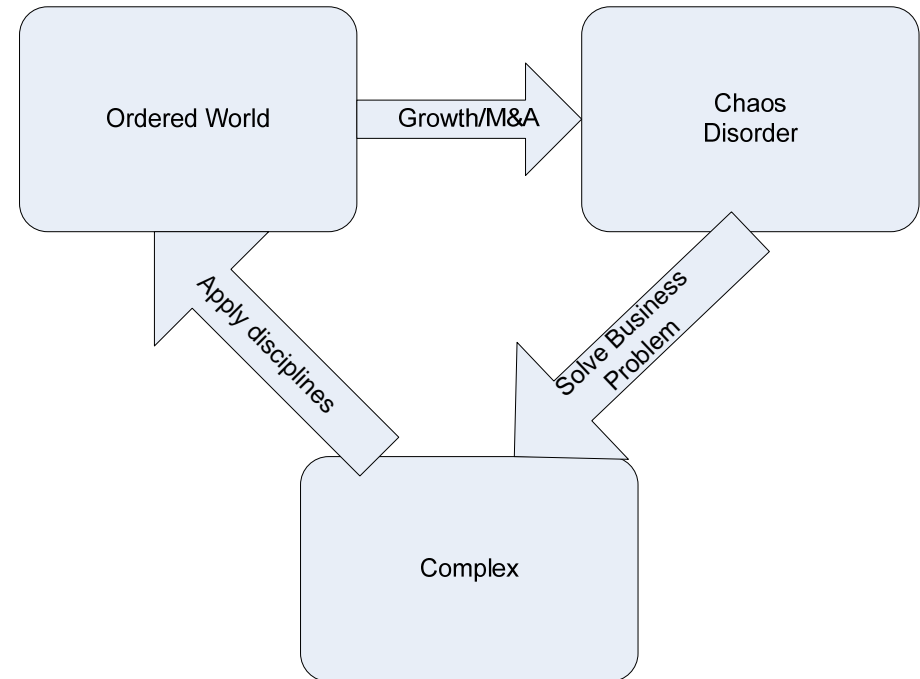 Ordered World
Growth/M&A
Chaos
Disorder
Apply disciplines
Solve Business
Problem
Complex